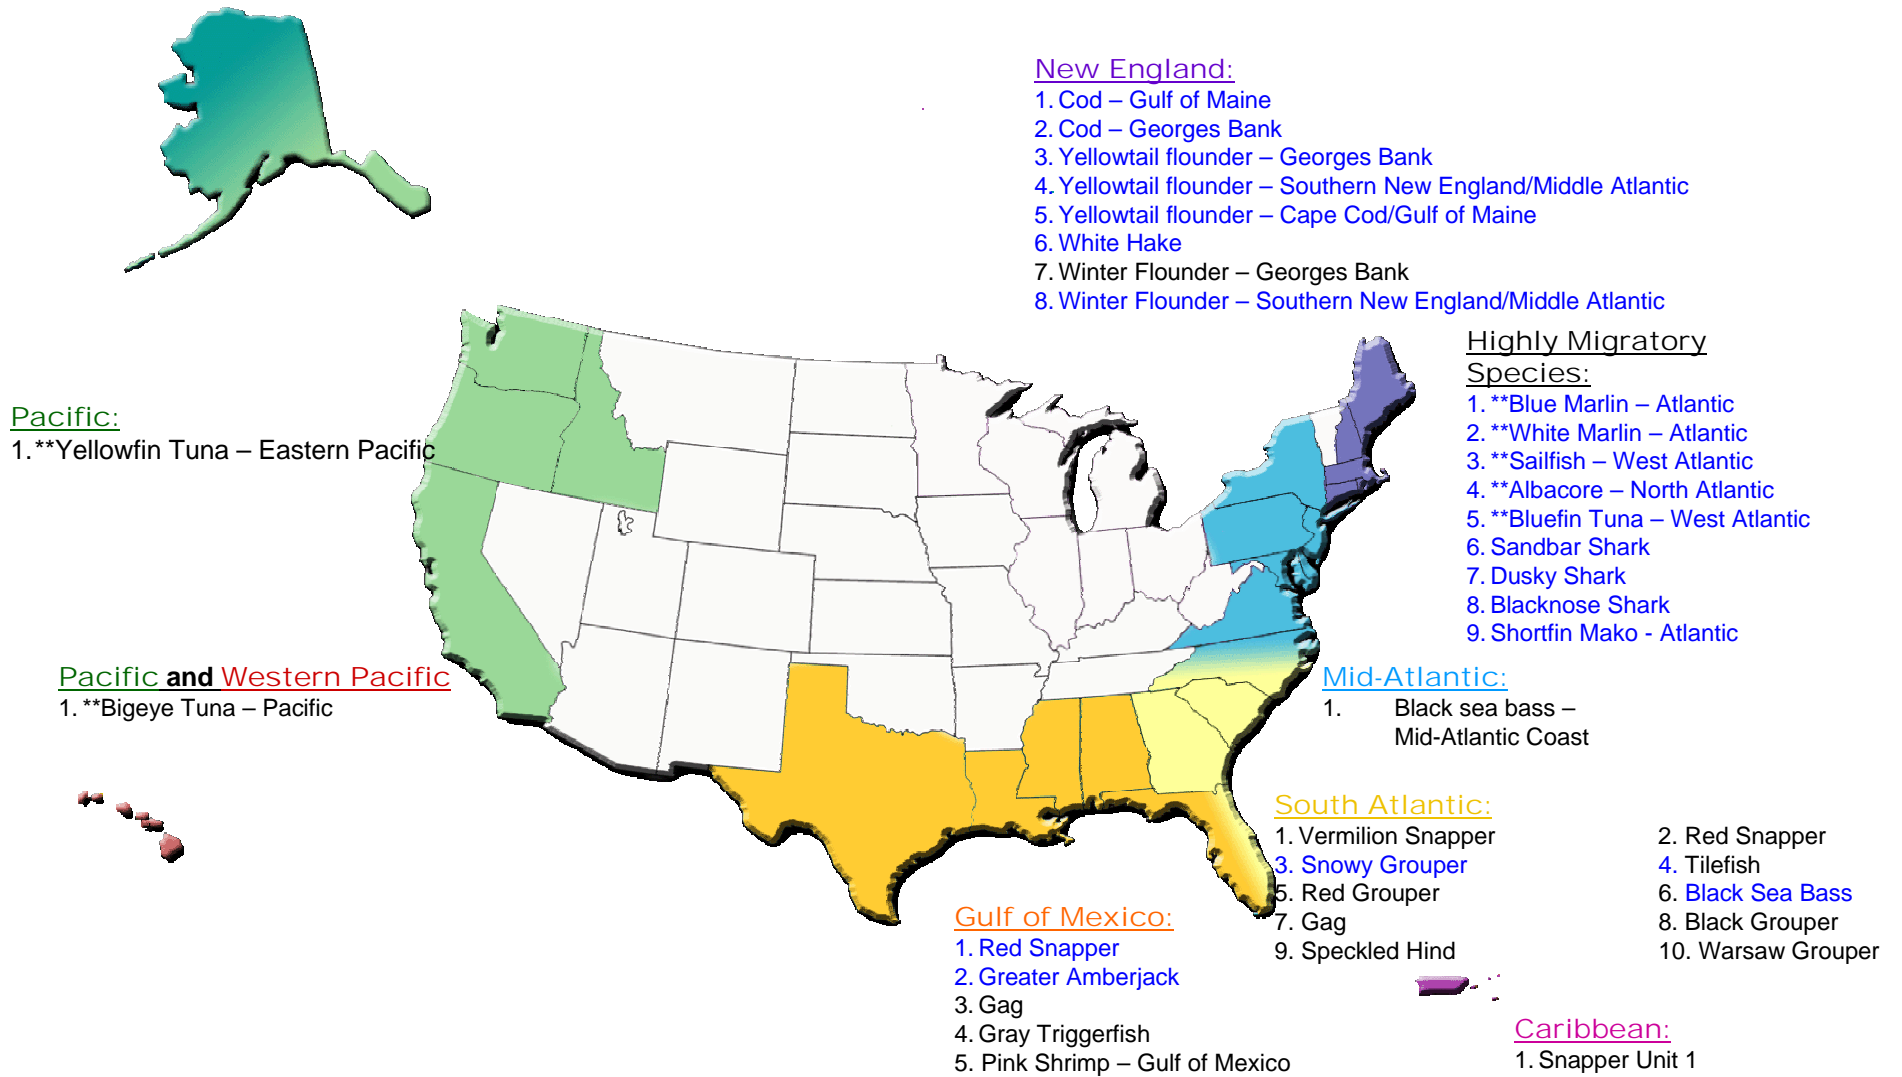 New England:
1. Cod – Gulf of Maine
2. Cod – Georges Bank
3. Yellowtail flounder – Georges Bank
4. Yellowtail flounder – Southern New England/Middle Atlantic
5. Yellowtail flounder – Cape Cod/Gulf of Maine
6. White Hake
7. Winter Flounder – Georges Bank
8. Winter Flounder – Southern New England/Middle Atlantic
Highly Migratory
Species:
1. **Blue Marlin – Atlantic
2. **White Marlin – Atlantic
3. **Sailfish – West Atlantic
4. **Albacore – North Atlantic
5. **Bluefin Tuna – West Atlantic
6. Sandbar Shark
7. Dusky Shark
8. Blacknose Shark
9. Shortfin Mako - Atlantic
Pacific:
1. **Yellowfin Tuna – Eastern Pacific
Pacific and Western Pacific
1. **Bigeye Tuna – Pacific
Mid-Atlantic:
1. Black sea bass –
Mid-Atlantic Coast
South Atlantic:
1. Vermilion Snapper 2. Red Snapper
3. Snowy Grouper 4. Tilefish
5. Red Grouper 6. Black Sea Bass
7. Gag 8. Black Grouper
9. Speckled Hind 10. Warsaw Grouper
Gulf of Mexico:
1. Red Snapper
2. Greater Amberjack
3. Gag
4. Gray Triggerfish
5. Pink Shrimp – Gulf of Mexico
Caribbean:
1. Snapper Unit 1